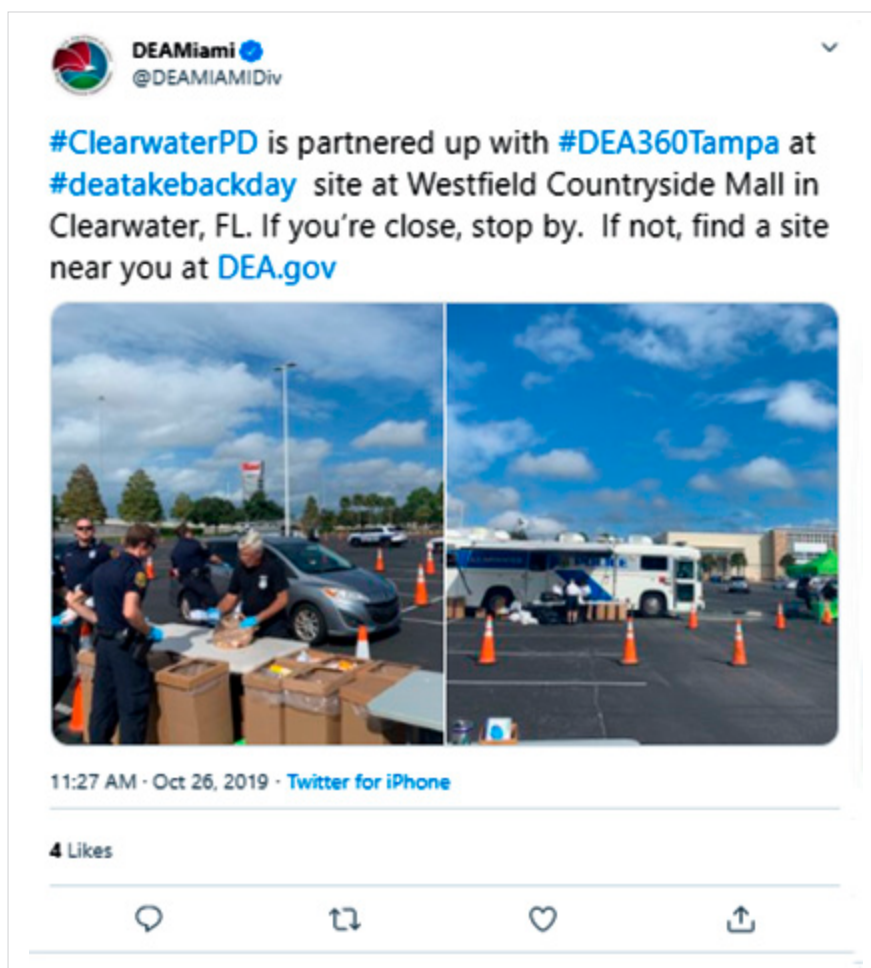 DEAMiami
@DEAMIAMIDiv
#ClearwaterPD is partnered up with #DEA360Tampa at
#deatakebackday site at Westfield Countryside Mall in
Clearwater, FL. If you’re close, stop by. If not, find a site
near you at DEA.gov
11:27 AM · Oct 26, 2019 · Twitter for iPhone
4 Likes